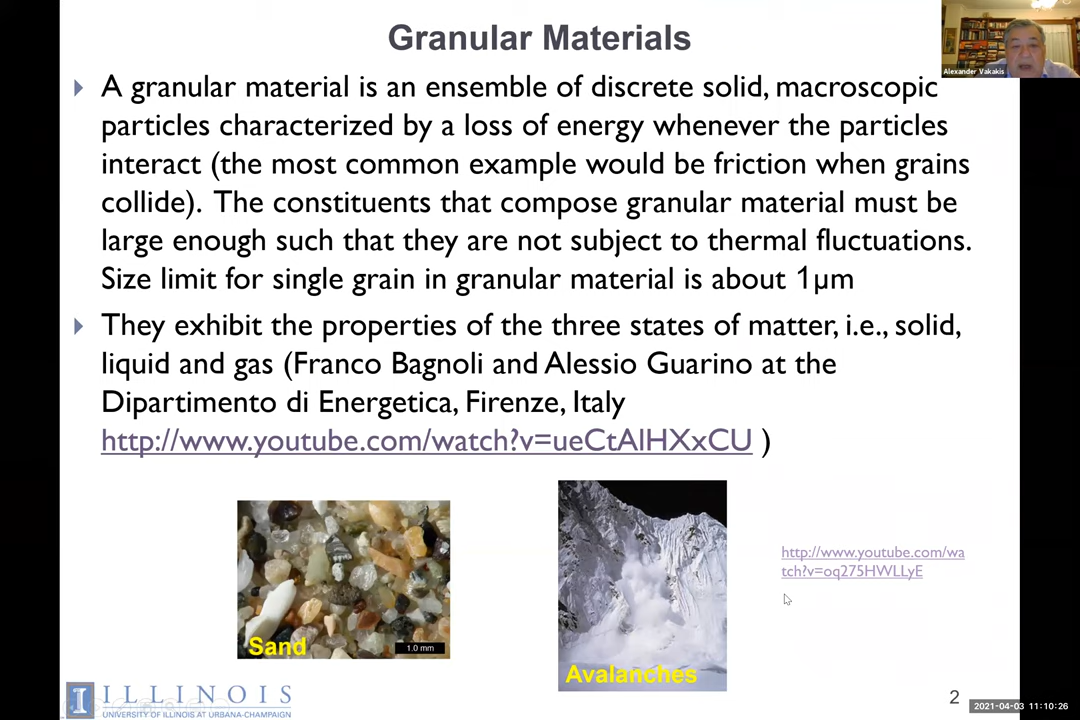 Granular Materials
Alexander Vakakis
A granular material is an ensemble of discrete solid, macroscopic
particles characterized by a loss of energy whenever the particles
interact (the most common example would be friction when grains
collide). The constituents that compose granular material must be
large enough such that they are not subject to thermal fluctuations.
Size limit for single grain in granular material is about 1μm
They exhibit the properties of the three states of matter, i.e., solid,
liquid and gas (Franco Bagnoli and Alessio Guarino at the
Dipartimento di Energetica, Firenze, Italy
http://www.youtube.com/watch?v=ueCtAlHXxCU )
http://www.youtube.com/wa
tch?v=oq275HWLLyE
Sand
1.0 mm
Avalanches
I ILLINOIS
UNIVERSITY OF ILLINOIS AT URBANA-CHAMPAIGN
2
2021-04-03 11:10:26